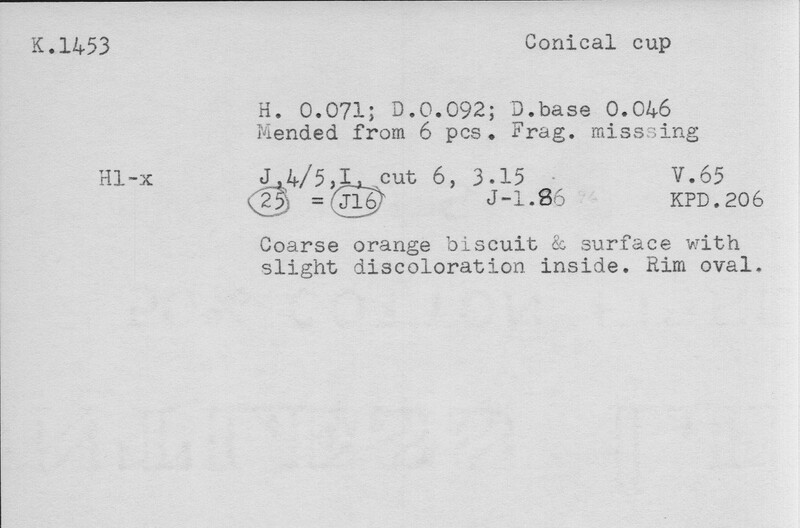 K.1453 Conical cup
H. 0.071; D.0.092; D.base 0.046
Mended from 6 pcs. Frag. misssing
H1-x J,4/5,I, cut 6, 3.15 V.65
25 = J16 J-1.86 KPD.206
Coarse orange biscuit & surface with
slight discoloration inside. Rim oval.